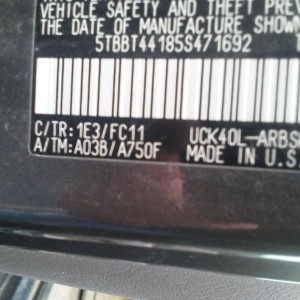 VEHICLE SAFETY AND THEFT PREV
THE DATE OF MANUFACTURE SHOWN
5TBBT44185S471692
C/TR:1E3/FC11
UCK40L-ARBS
A/TM:A03B/A750F
MADE IN U.S.